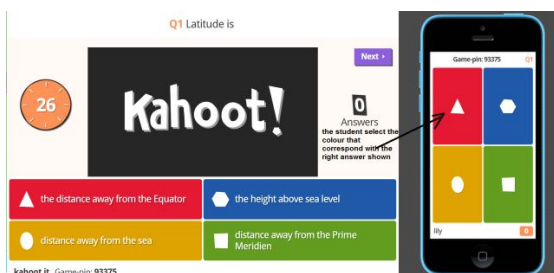 Q1 Latitude is
Next ›
26
Kahoot!
0
Answers
the student select the
colour that
correspond with the
right answer shown
the distance away from the Equator
the height above sea level
distance away from the sea
distance away from the Prime
Meridien
kahoot.it Game-pin: 93375
Game-pin: 93375 Q1
lily 0